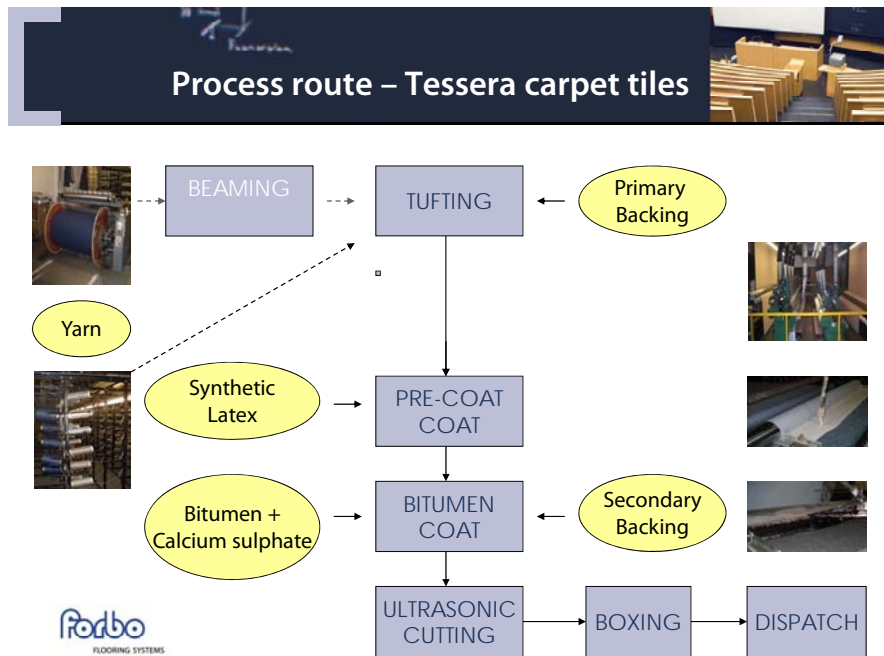 Process route – Tessera carpet tiles
BEAMING
TUFTING
Primary
Backing
Yarn
Synthetic
Latex
PRE-COAT
COAT
Bitumen +
Calcium sulphate
BITUMEN
COAT
Secondary
Backing
ULTRASONIC
CUTTING
BOXING
DISPATCH
Forbo
FLOORING SYSTEMS